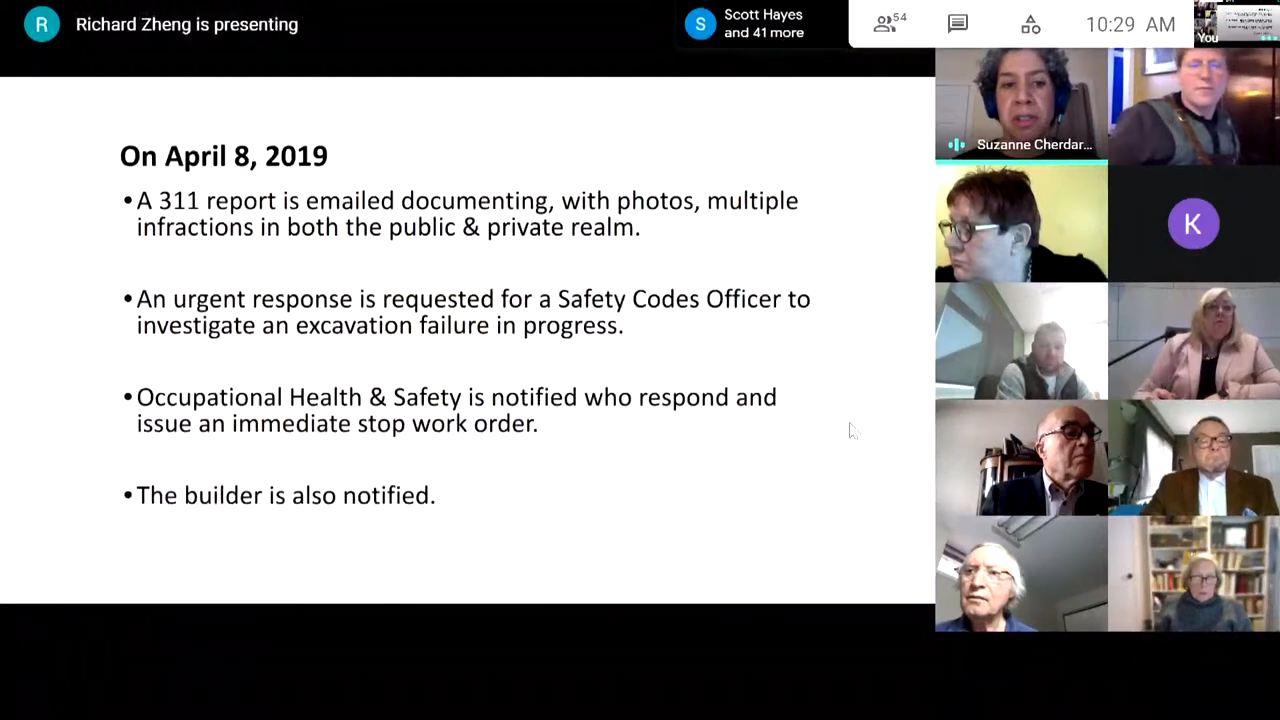 R Richard Zheng is presenting
S Scott Hayes
and 41 more
54
10:29 AM
You
Suzanne Cherdar...
K
On April 8, 2019
• A 311 report is emailed documenting, with photos, multiple
infractions in both the public & private realm.
• An urgent response is requested for a Safety Codes Officer to
investigate an excavation failure in progress.
• Occupational Health & Safety is notified who respond and
issue an immediate stop work order.
• The builder is also notified.